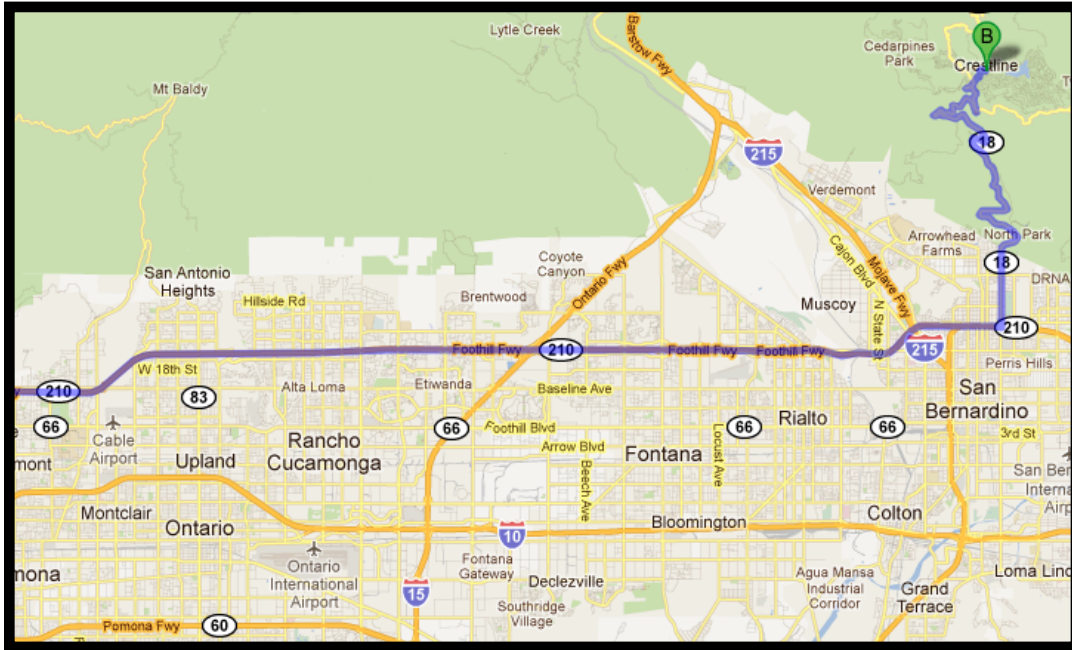 Lytle Creek
Barstow Fwy
B
Cedarpines
Park
Crestline
Mt Baldy
18
215
Verdemont
Arrowhead
Farms
North Park
Cajon Blvd
Mojave Fwy
18
DRNA
San Antonio
Heights
Coyote
Canyon
Ontario Fwy
Hillside Rd
Brentwood
Muscoy
N State St
210
Foothill Fwy
210
Foothill Fwy
Foothill Fwy
215
Perris Hills
W 18th St
210
83
Alta Loma
Etiwanda
Baseline Ave
San
Bernardino
66
Cable
Airport
66
Foothill Blvd
66
Rialto
66
3rd St
Rancho
Cucamonga
Arrow Blvd
Locust Ave
Upland
Fontana
Beech Ave
mont
San Ber
Interna
Airp
Montclair
Ontario
10
Bloomington
Colton
Ontario
International
Airport
Fontana
Gateway
mona
15
Declezville
Agua Mansa
Industrial
Corridor
Loma Lind
Grand
Terrace
Southridge
Village
Pomona Fwy
60